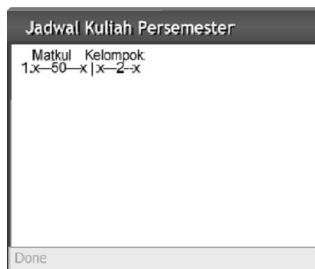 Jadwal Kuliah Persemester
Matkul Kelompok
1.x—50—x | x—2--x
Done